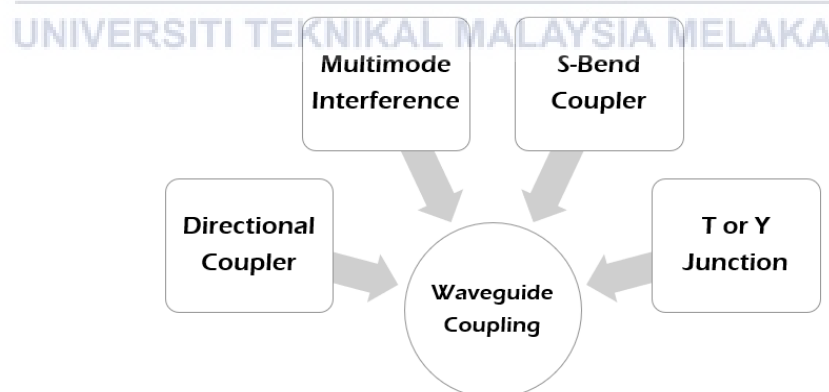 UNIVERSITI TEKNIKAL MALAYSIA MELAKA
Multimode
Interference
S-Bend
Coupler
Directional
Coupler
T or Y
Junction
Waveguide
Coupling